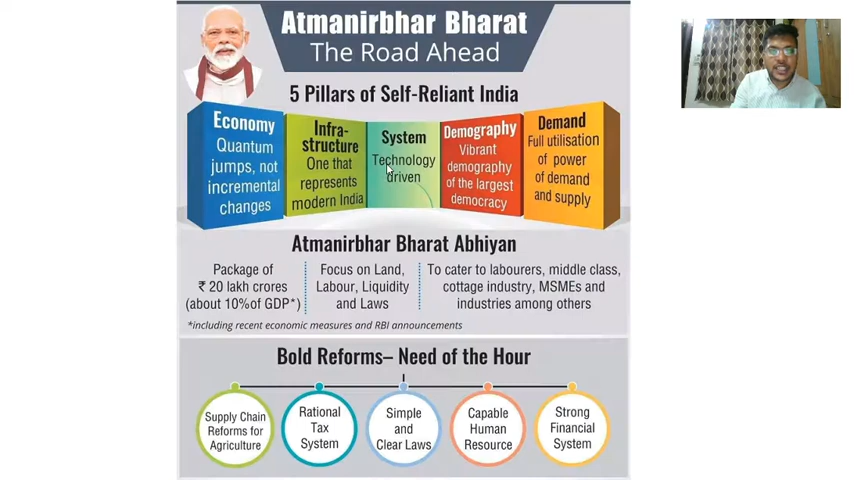 Atmanirbhar Bharat
The Road Ahead
5 Pillars of Self-Reliant India
Economy
Quantum
jumps, not
incremental
changes
Infra-
structure
One that
represents
modern India
System
Technology
driven
Demography
Vibrant
demography
of the largest
democracy
Demand
Full utilisation
of power
of demand
and supply
Atmanirbhar Bharat Abhiyan
Package of
₹ 20 lakh crores
(about 10%of GDP*)
Focus on Land,
Labour, Liquidity
and Laws
To cater to labourers, middle class,
cottage industry, MSMEs and
industries among others
*including recent economic measures and RBI announcements
Bold Reforms– Need of the Hour
Supply Chain
Reforms for
Agriculture
Rational
Tax
System
Simple
and
Clear Laws
Capable
Human
Resource
Strong
Financial
System